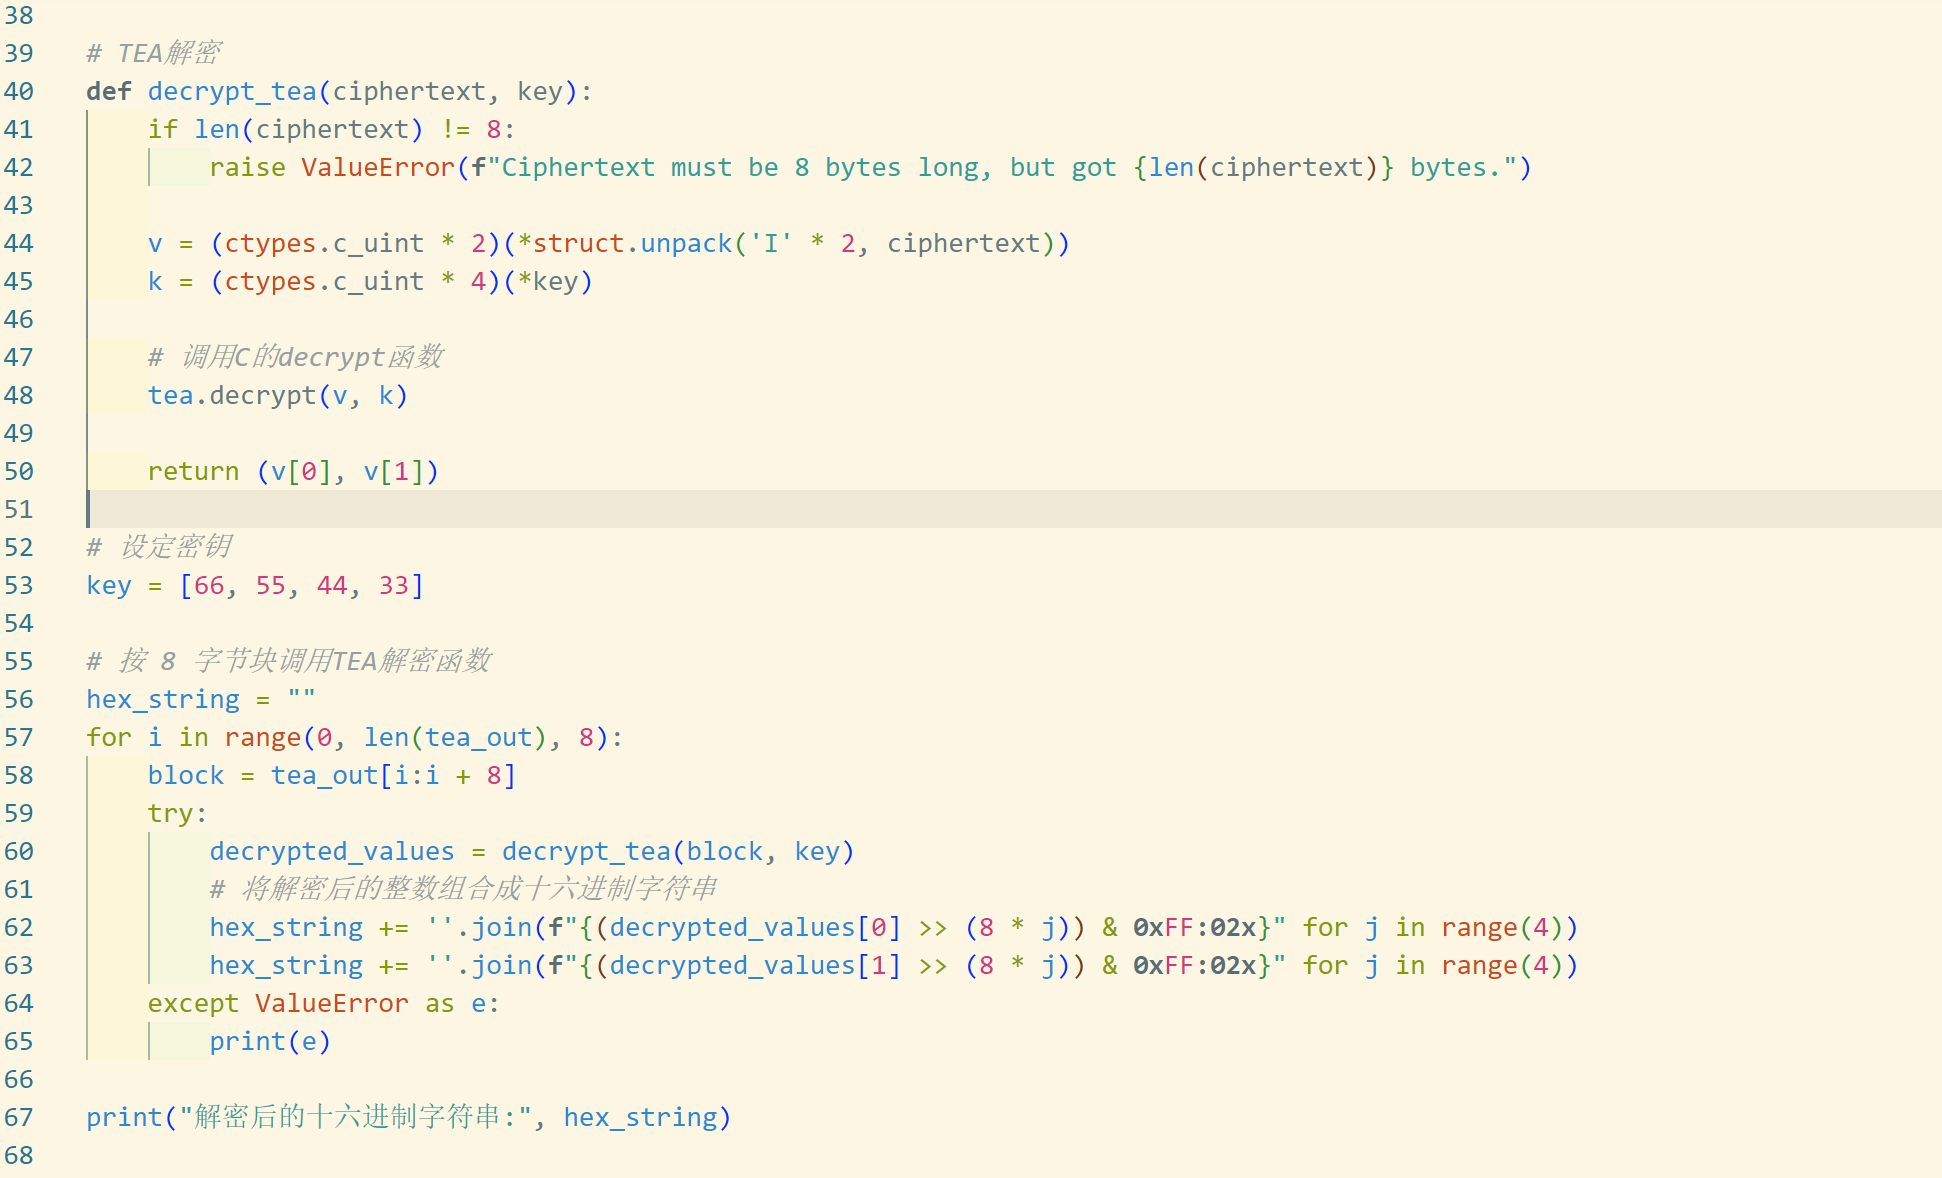 38
39 # TEA解密
40 def decrypt_tea(ciphertext, key):
41     if len(ciphertext) != 8:
42         raise ValueError(f"Ciphertext must be 8 bytes long, but got {len(ciphertext)} bytes.")
43
44     v = (ctypes.c_uint * 2)(*struct.unpack('I' * 2, ciphertext))
45     k = (ctypes.c_uint * 4)(*key)
46
47     # 调用C的decrypt函数
48     tea.decrypt(v, k)
49
50     return (v[0], v[1])
51
52 # 设定密钥
53 key = [66, 55, 44, 33]
54
55 # 按 8 字节块调用TEA解密函数
56 hex_string = ""
57 for i in range(0, len(tea_out), 8):
58     block = tea_out[i:i + 8]
59     try:
60         decrypted_values = decrypt_tea(block, key)
61         # 将解密后的整数组合成十六进制字符串
62         hex_string += ''.join(f"{(decrypted_values[0] >> (8 * j)) & 0xFF:02x}" for j in range(4))
63         hex_string += ''.join(f"{(decrypted_values[1] >> (8 * j)) & 0xFF:02x}" for j in range(4))
64     except ValueError as e:
65         print(e)
66
67 print("解密后的十六进制字符串:", hex_string)
68